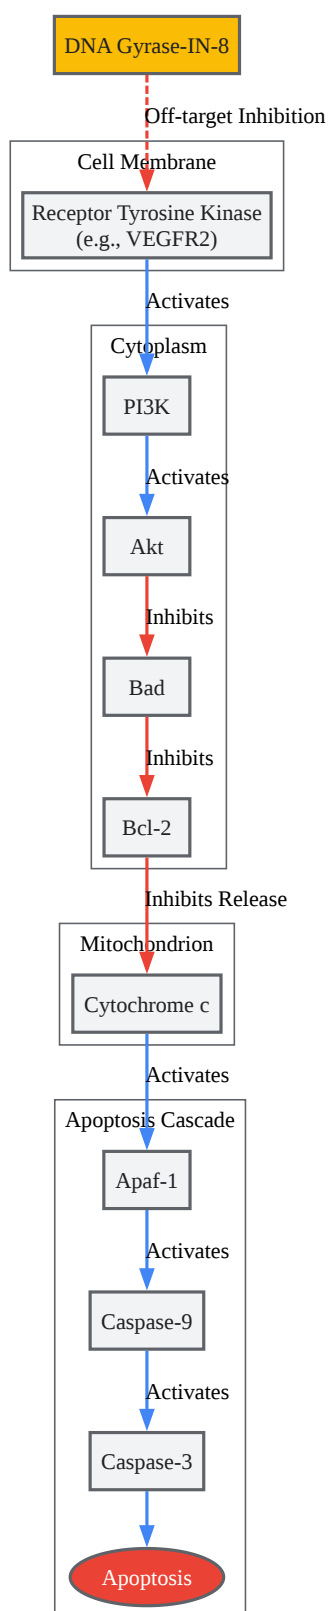 DNA Gyrase-IN-8
Off-target Inhibition
Cell Membrane
Receptor Tyrosine Kinase
(e.g., VEGFR2)
Activates
Cytoplasm
PI3K
Activates
Akt
Inhibits
Bad
Inhibits
Bcl-2
Inhibits Release
Mitochondrion
Cytochrome c
Activates
Apoptosis Cascade
Apaf-1
Activates
Caspase-9
Activates
Caspase-3
Apoptosis